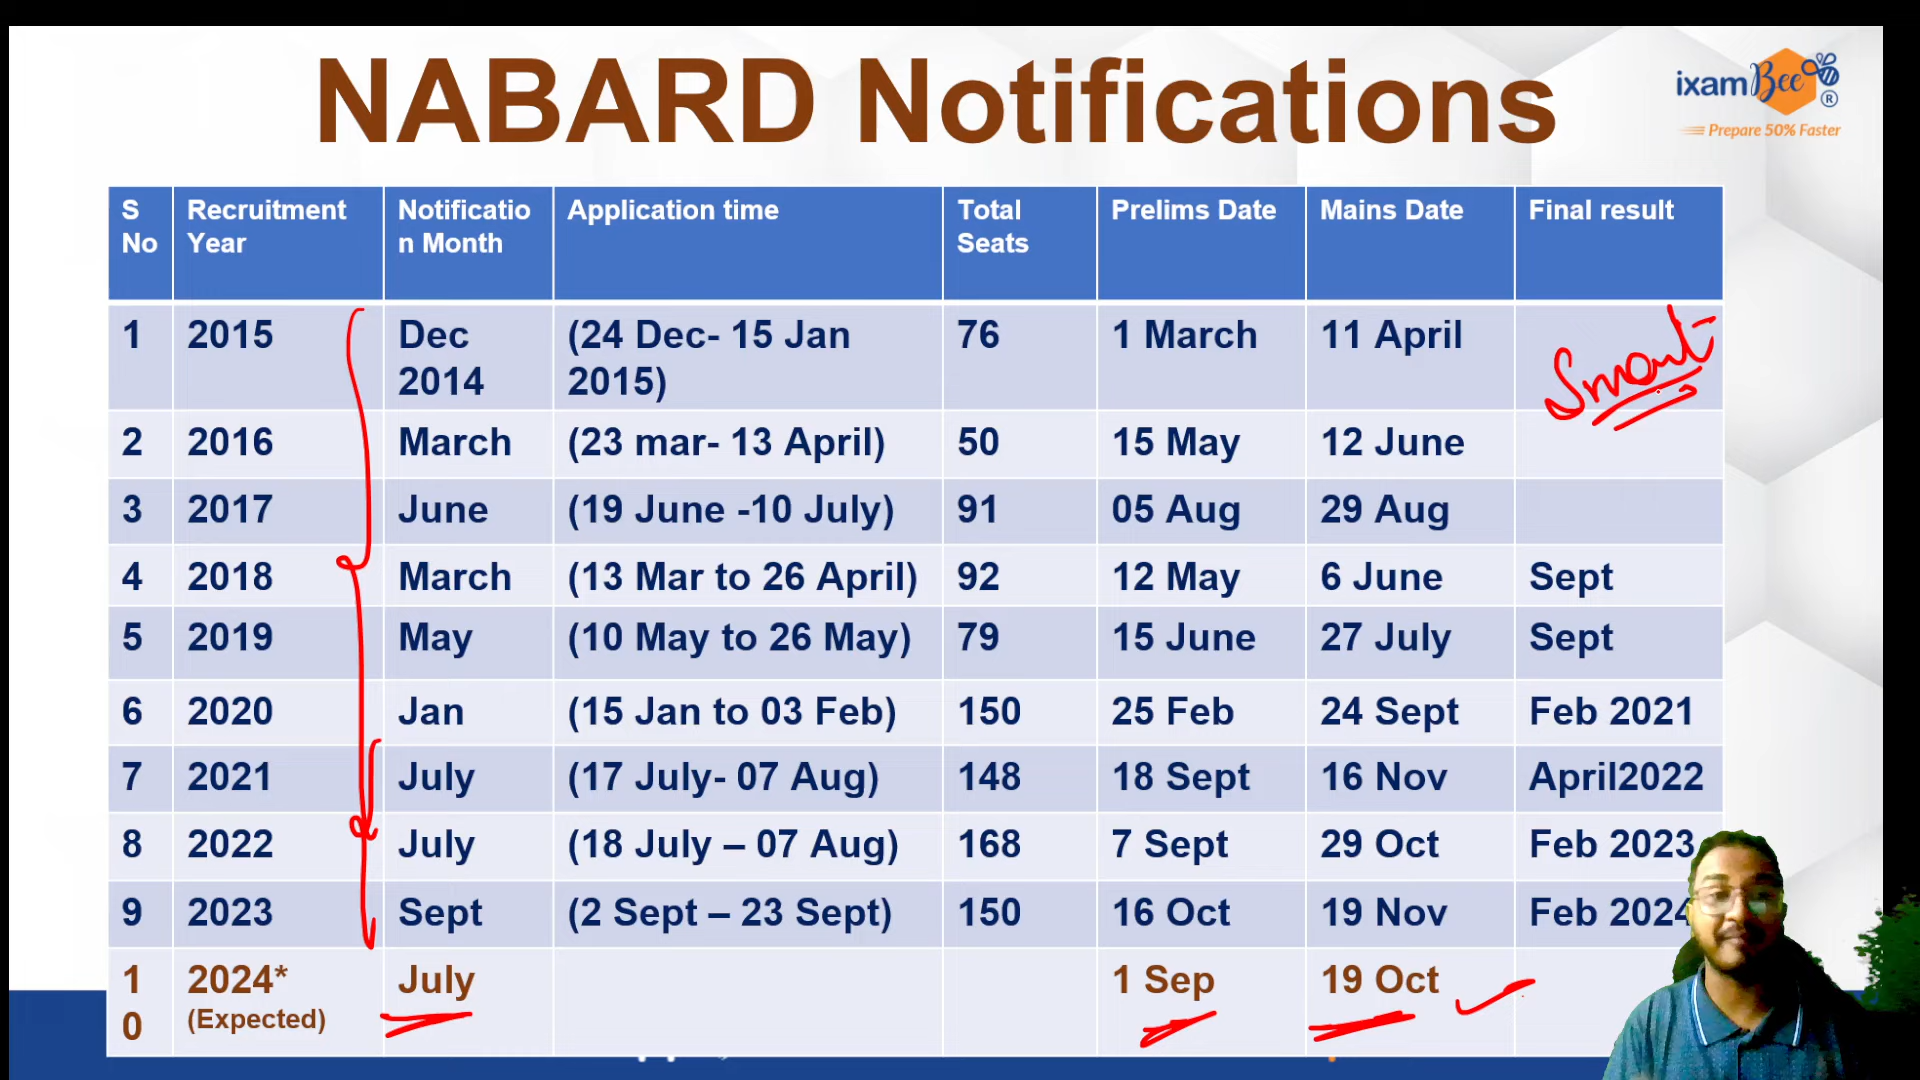 NABARD Notifications
ixamBee ®
Prepare 50% Faster
S No Recruitment Year Notificatio n Month Application time Total Seats Prelims Date Mains Date Final result
1 2015 Dec 2014 (24 Dec- 15 Jan 2015) 76 1 March 11 April
Smart
2 2016 March (23 mar- 13 April) 50 15 May 12 June
3 2017 June (19 June -10 July) 91 05 Aug 29 Aug
4 2018 March (13 Mar to 26 April) 92 12 May 6 June Sept
5 2019 May (10 May to 26 May) 79 15 June 27 July Sept
6 2020 Jan (15 Jan to 03 Feb) 150 25 Feb 24 Sept Feb 2021
7 2021 July (17 July- 07 Aug) 148 18 Sept 16 Nov April2022
8 2022 July (18 July – 07 Aug) 168 7 Sept 29 Oct Feb 2023
9 2023 Sept (2 Sept – 23 Sept) 150 16 Oct 19 Nov Feb 2024
10 2024* (Expected) July 1 Sep 19 Oct